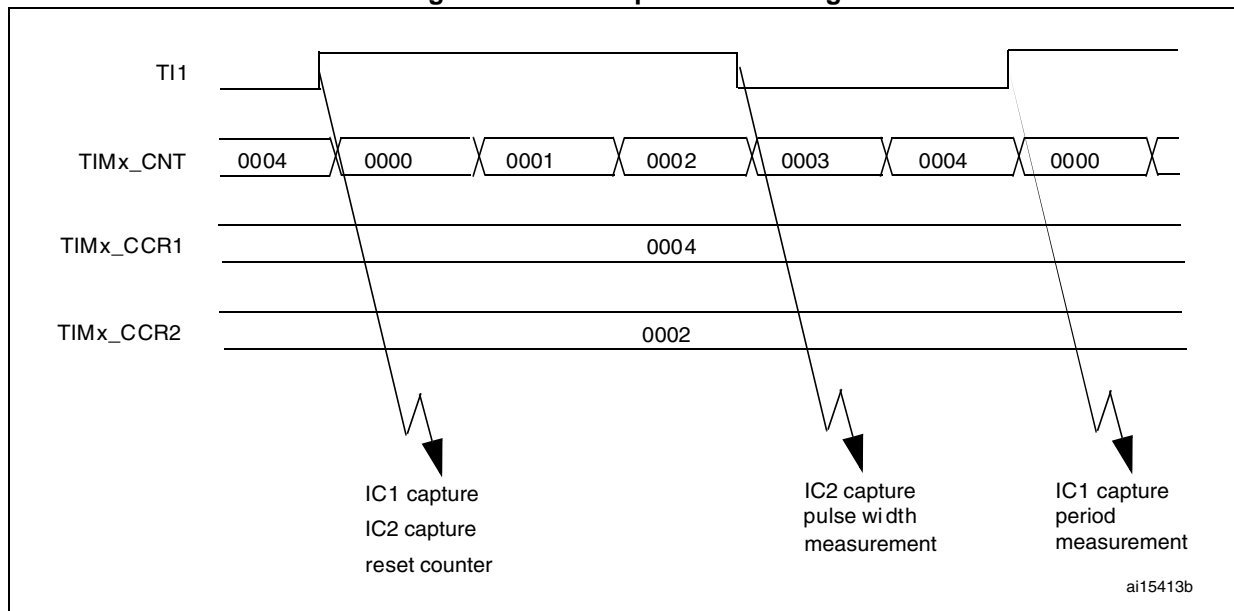 TI1
TIMx_CNT 0004 0000 0001 0002 0003 0004 0000
TIMx_CCR1 0004
TIMx_CCR2 0002
IC1 capture
IC2 capture
reset counter
IC2 capture
pulse width
measurement
IC1 capture
period
measurement
ai15413b